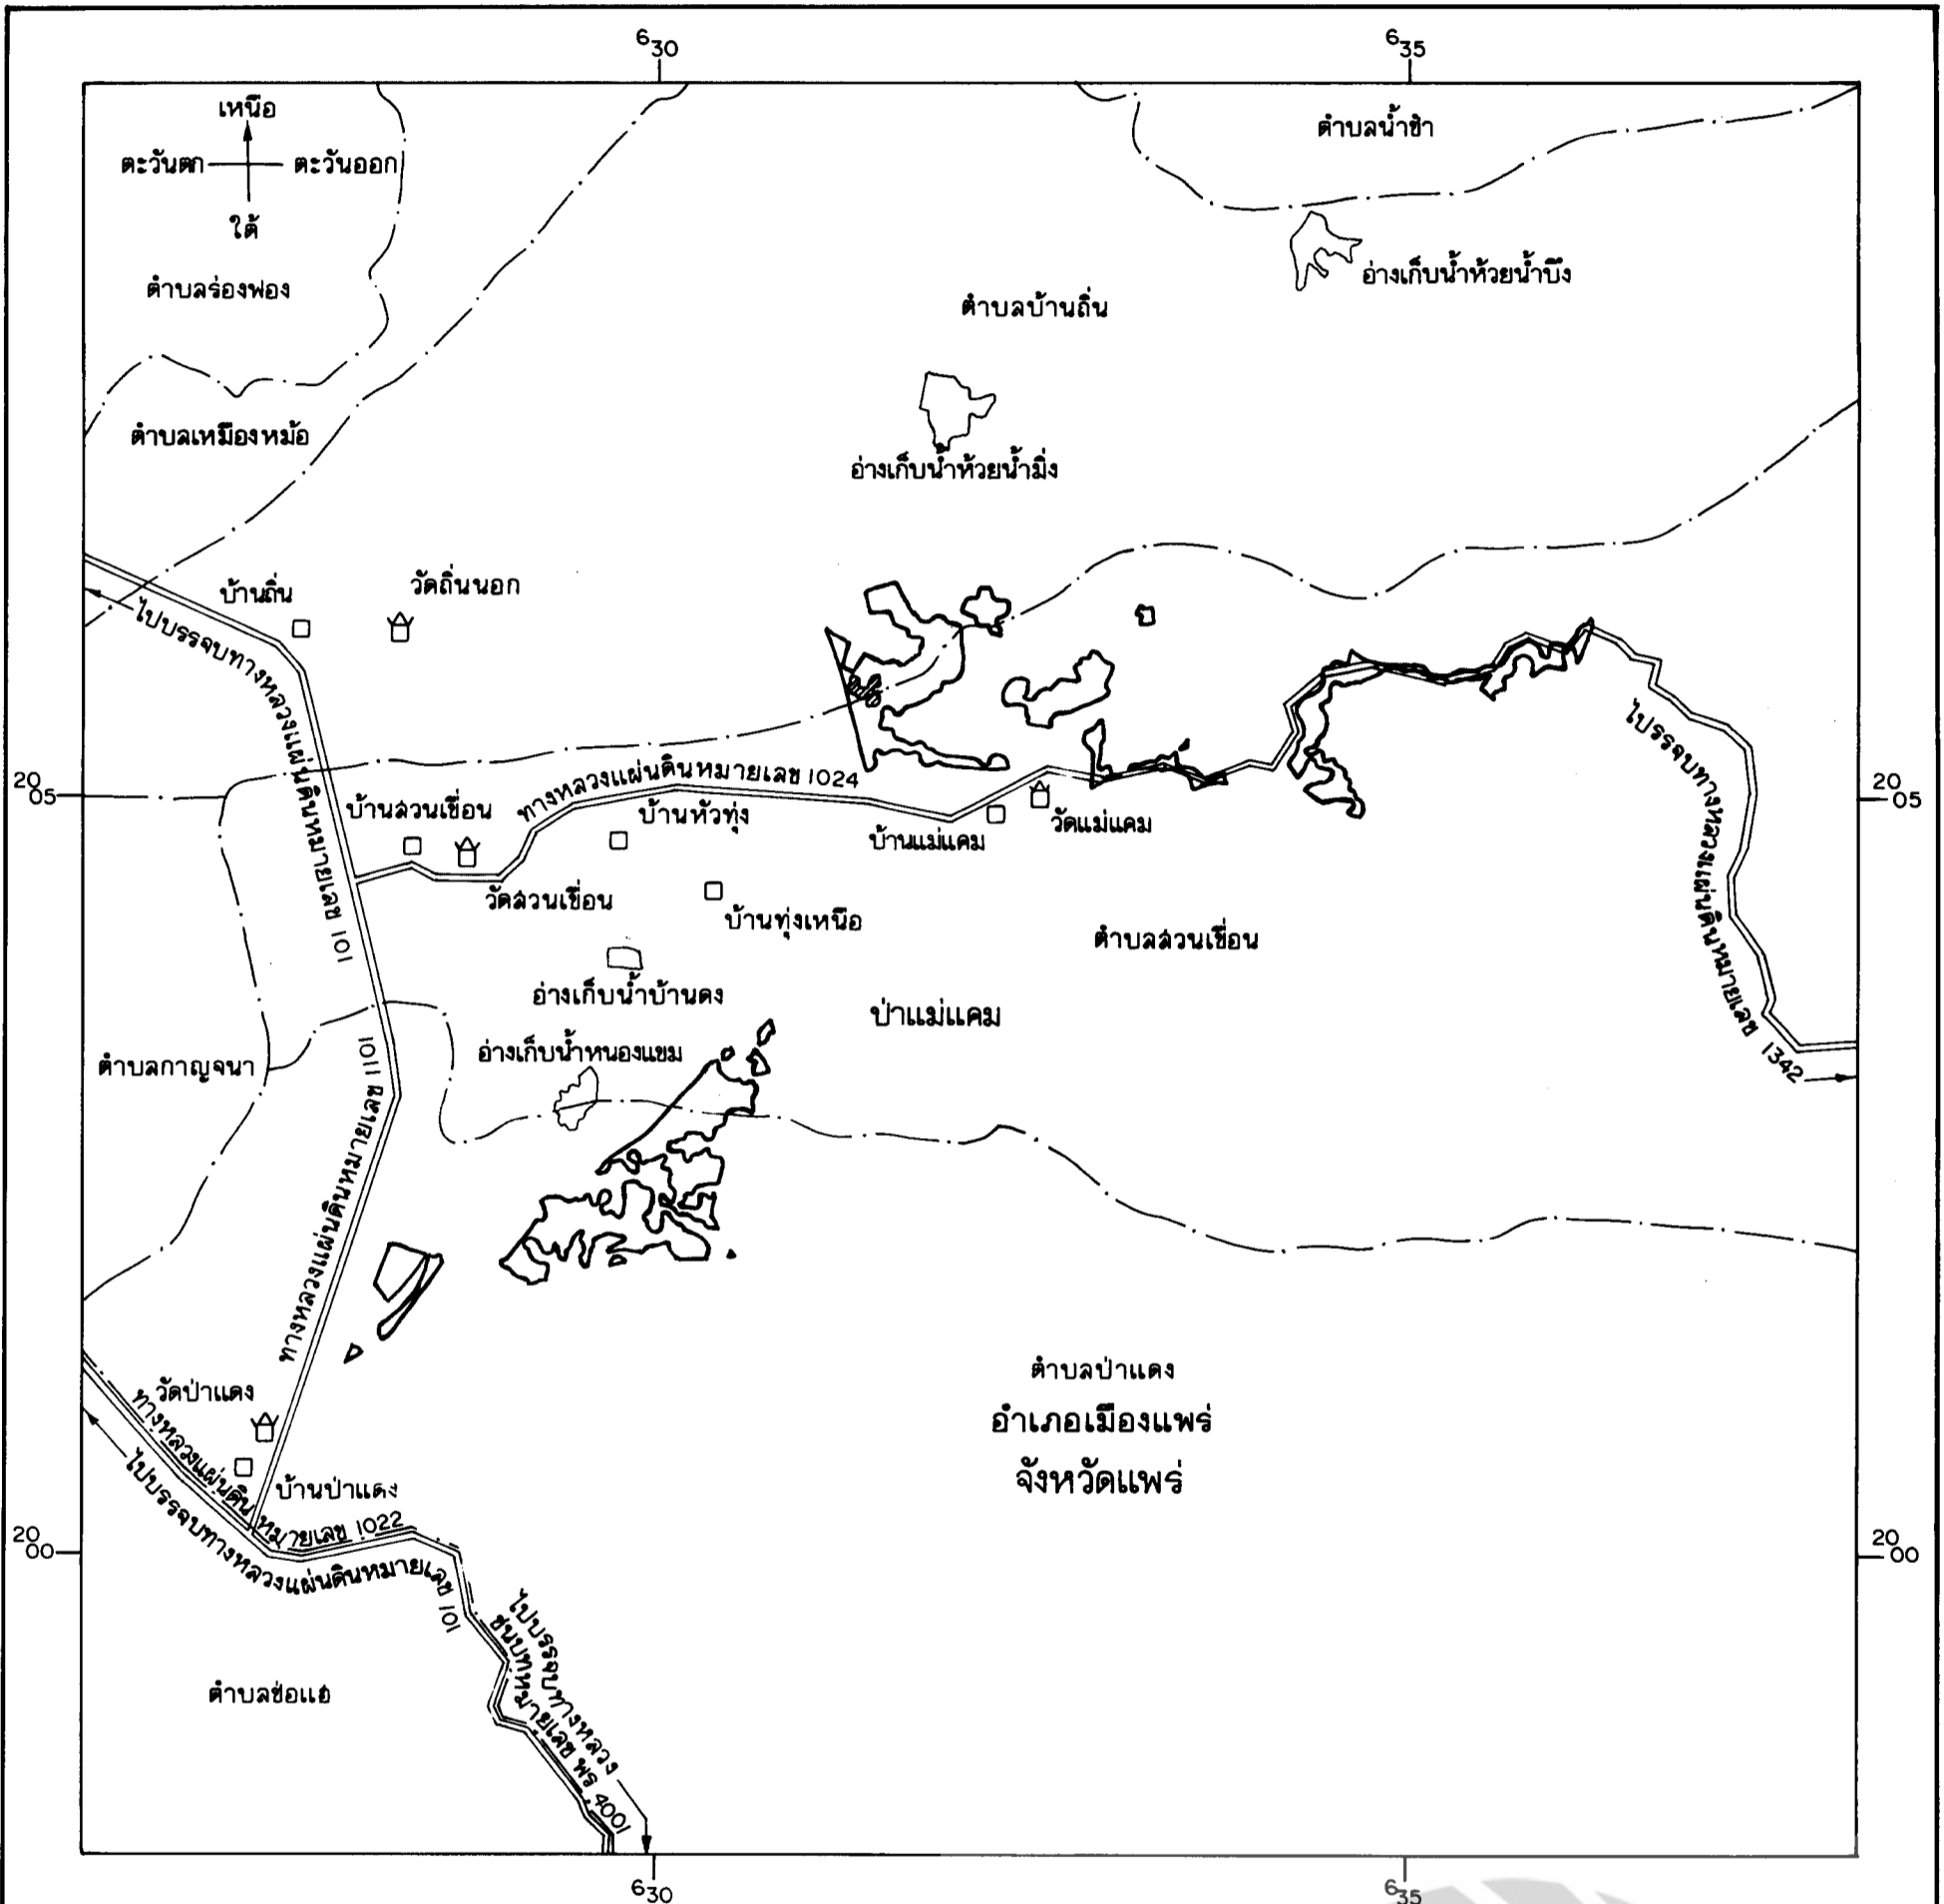 630
635
เหนือ
ตะวันตก
ตะวันออก
ใต้
ตำบลน้ำชำ
ตำบลร่องฟอง
อ่างเก็บน้ำห้วยน้ำบึง
ตำบลบ้านถิ่น
ตำบลเหมืองหม้อ
อ่างเก็บน้ำห้วยน้ำมิ่ง
บ้านถิ่น
วัดถิ่นนอก
ไปบรรจบทางหลวงแผ่นดินหมายเลข 101
ไปบรรจบทางหลวงแผ่นดินหมายเลข 1342
ทางหลวงแผ่นดินหมายเลข 1024
2005
2005
บ้านสวนเขื่อน
บ้านหัวทุ่ง
บ้านแม่แคม
วัดแม่แคม
วัดสวนเขื่อน
บ้านทุ่งเหนือ
ตำบลสวนเขื่อน
อ่างเก็บน้ำบ้านดง
ป่าแม่แคม
อ่างเก็บน้ำหนองแขม
ตำบลกาญจนา
ทางหลวงแผ่นดินหมายเลข 1011
ตำบลป่าแดง
อำเภอเมืองแพร่
จังหวัดแพร่
วัดป่าแดง
บ้านป่าแดง
ทางหลวงแผ่นดินหมายเลข 1022
ไปบรรจบทางหลวงแผ่นดินหมายเลข 101
2000
2000
ไปบรรจบทางหลวง
ชนบทหมายเลข พร 4001
ตำบลช่อแฮ
630
635